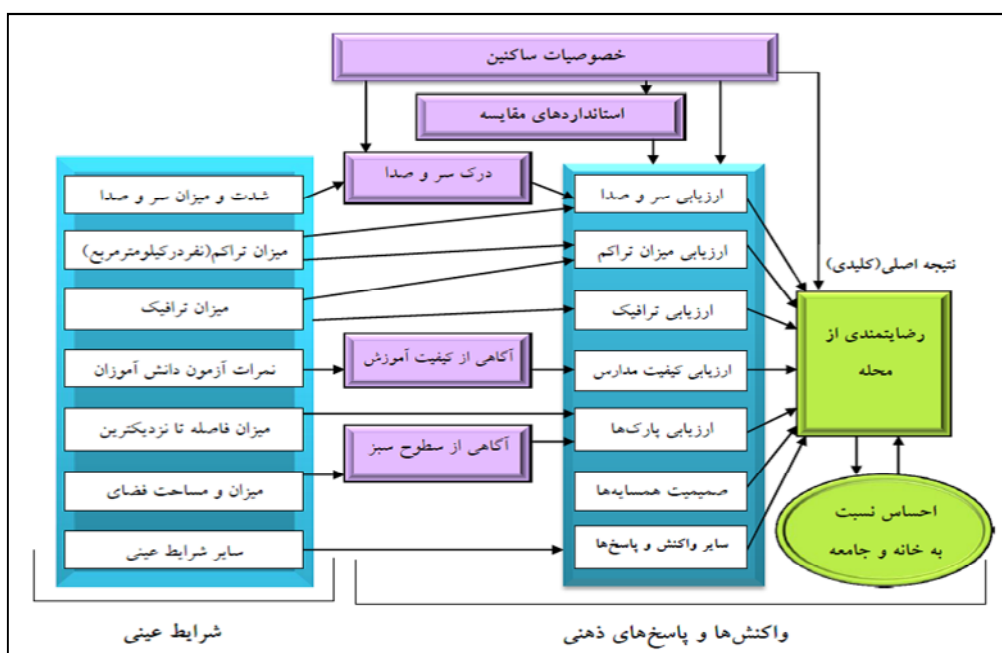 خصوصیات ساکنین
استانداردهای مقایسه
درک سر و صدا
شدت و میزان سر و صدا
ارزیابی سر و صدا
میزان تراکم(نفردرکیلومترمربع)
ارزیابی میزان تراکم
نتیجه اصلی(کلیدی)
میزان ترافیک
ارزیابی ترافیک
رضایتمندی از
محله
نمرات آزمون دانش آموزان
آگاهی از کیفیت آموزش
ارزیابی کیفیت مدارس
میزان فاصله تا نزدیکترین
آگاهی از سطوح سبز
ارزیابی پارک‌ها
میزان و مساحت فضای
صمیمیت همسایه‌ها
احساس نسبت
به خانه و جامعه
سایر شرایط عینی
سایر واکنش و پاسخ‌ها
شرایط عینی
واکنش‌ها و پاسخ‌های ذهنی